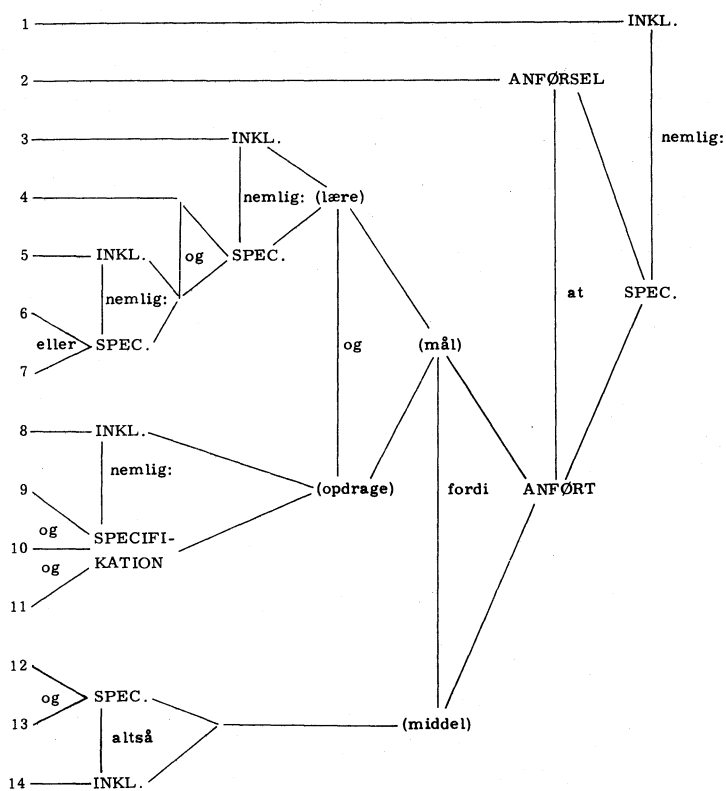 1 INKL.
2 ANFØRSEL
3 INKL. nemlig:
4 nemlig: (lære)
5 INKL. og SPEC.
nemlig: at SPEC.
6
eller SPEC. og (mål)
7
8 INKL.
nemlig:
9 (opdrage) fordi ANFØRT
og SPECIFI-
10
og KATION
11
12
og SPEC.
13 (middel)
altså
14 INKL.